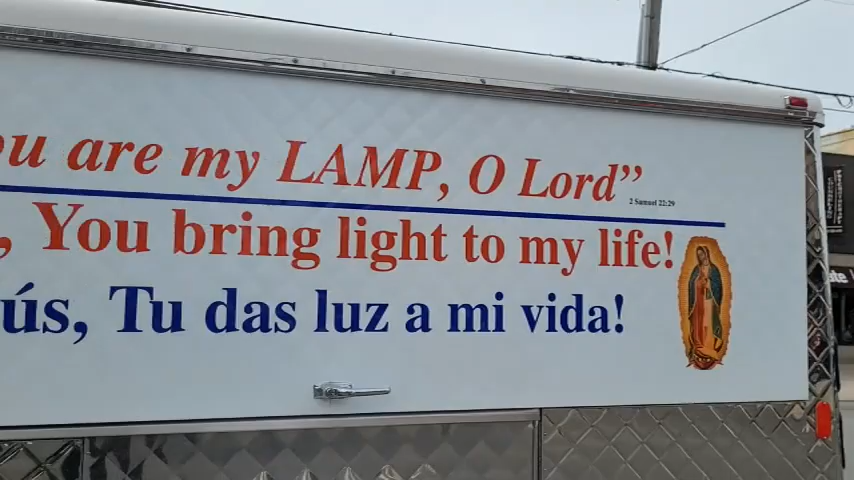 ou are my LAMP, O Lord”
2 Samuel 22:29
, You bring light to my life!
ús, Tu das luz a mi vida!